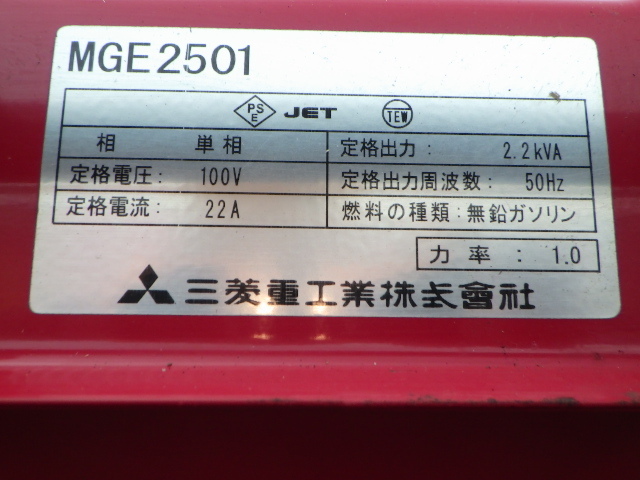 MGE2501
PS E JET TEW
相 単相 定格出力: 2.2kVA
定格電圧: 100V 定格出力周波数: 50Hz
定格電流: 22A 燃料の種類: 無鉛ガソリン
力率: 1.0
三菱重工業株式會社